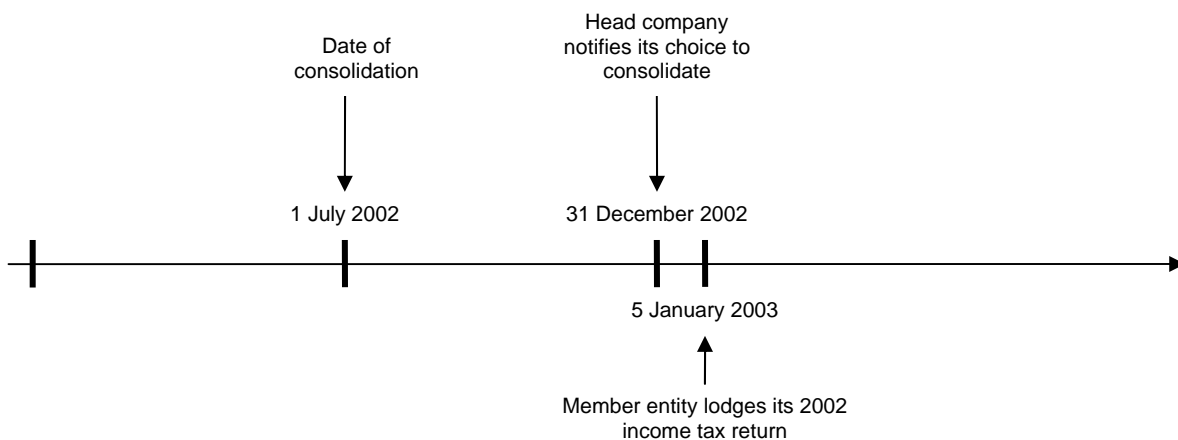 Date of
consolidation
Head company
notifies its choice to
consolidate
1 July 2002
31 December 2002
5 January 2003
Member entity lodges its 2002
income tax return